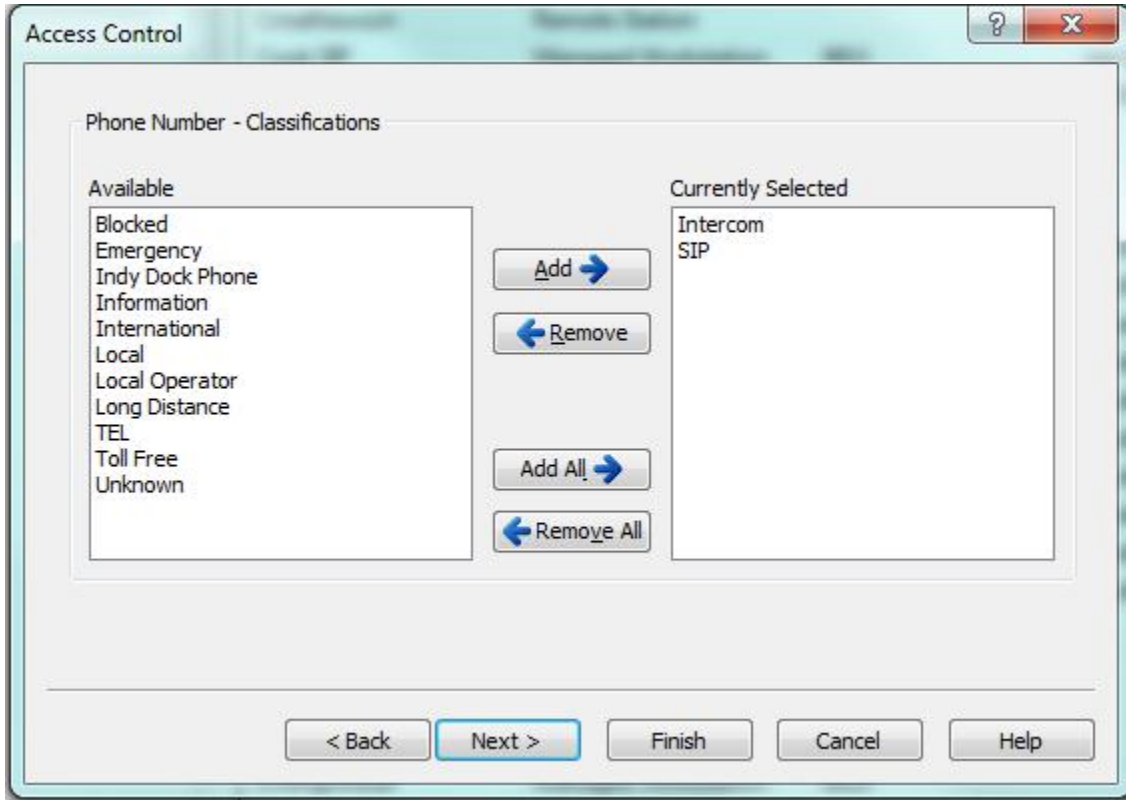 Access Control
Phone Number - Classifications
Available
Blocked
Emergency
Indy Dock Phone
Information
International
Local
Local Operator
Long Distance
TEL
Toll Free
Unknown
Add
Remove
Add All
Remove All
Currently Selected
Intercom
SIP
< Back
Next >
Finish
Cancel
Help